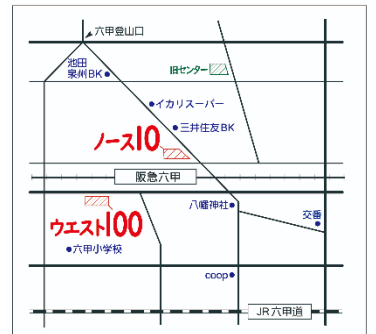 六甲登山口
池田
泉州BK
旧センター
イカリスーパー
三井住友BK
ノース10
阪急六甲
八幡神社
ウエスト100
交番
六甲小学校
coop
JR六甲道